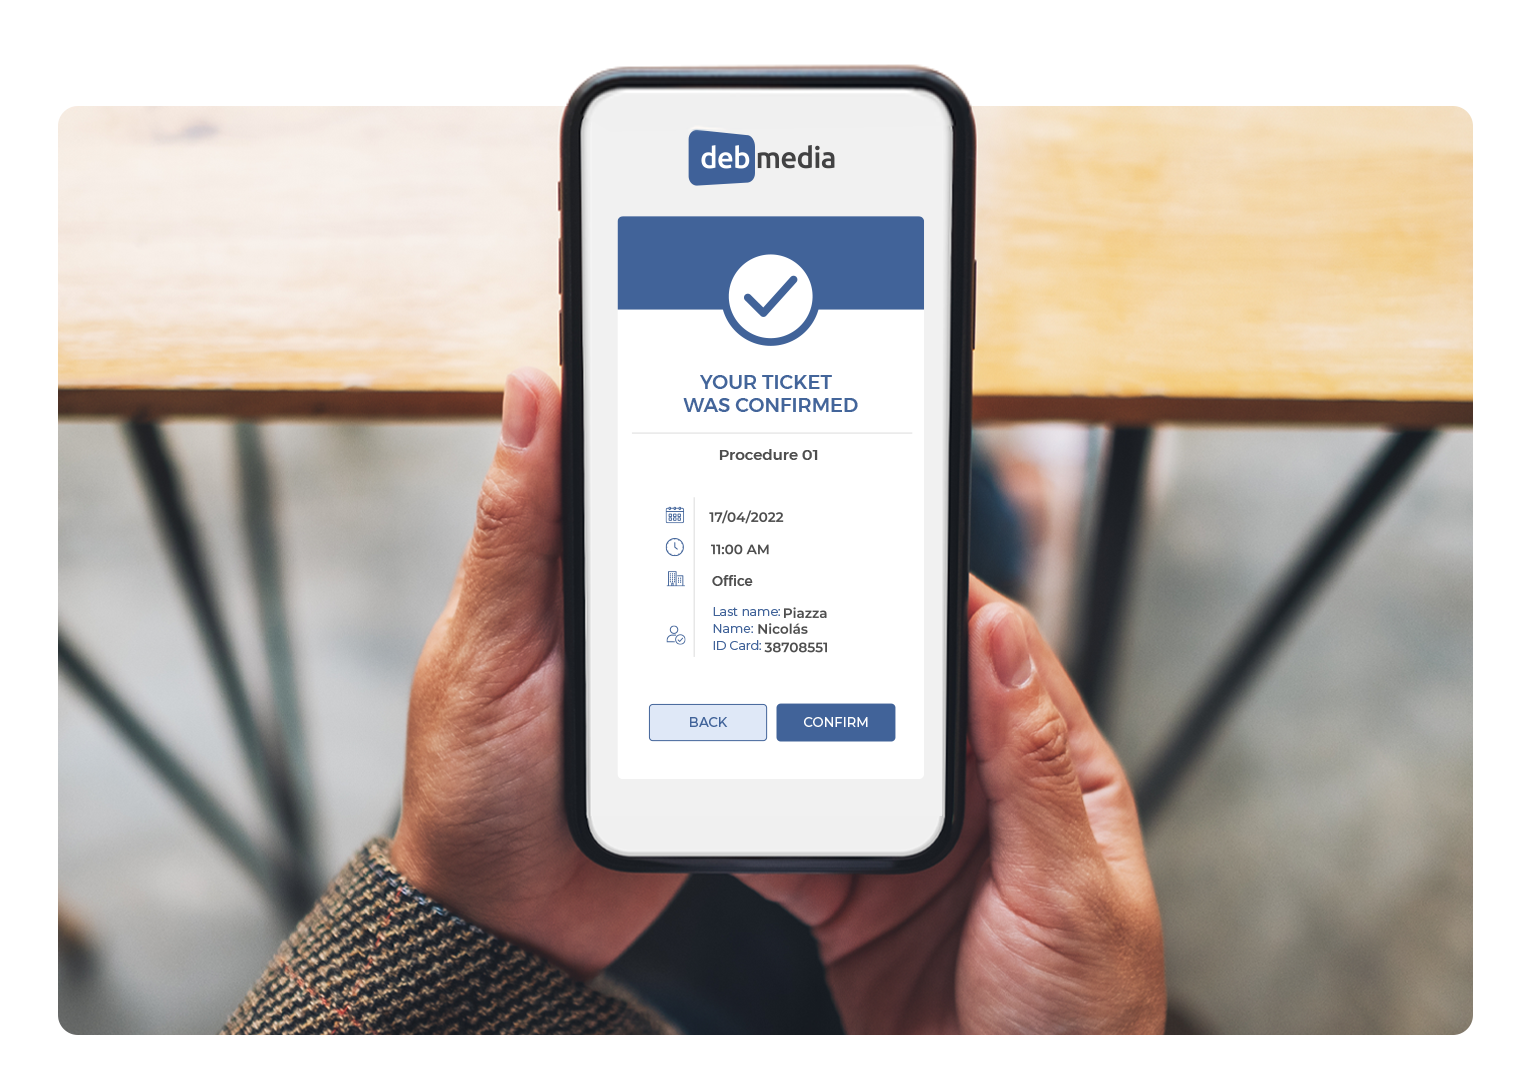 debmedia
YOUR TICKET
WAS CONFIRMED
Procedure 01
17/04/2022
11:00 AM
Office
Last name: Piazza
Name: Nicolás
ID Card: 38708551
BACK
CONFIRM